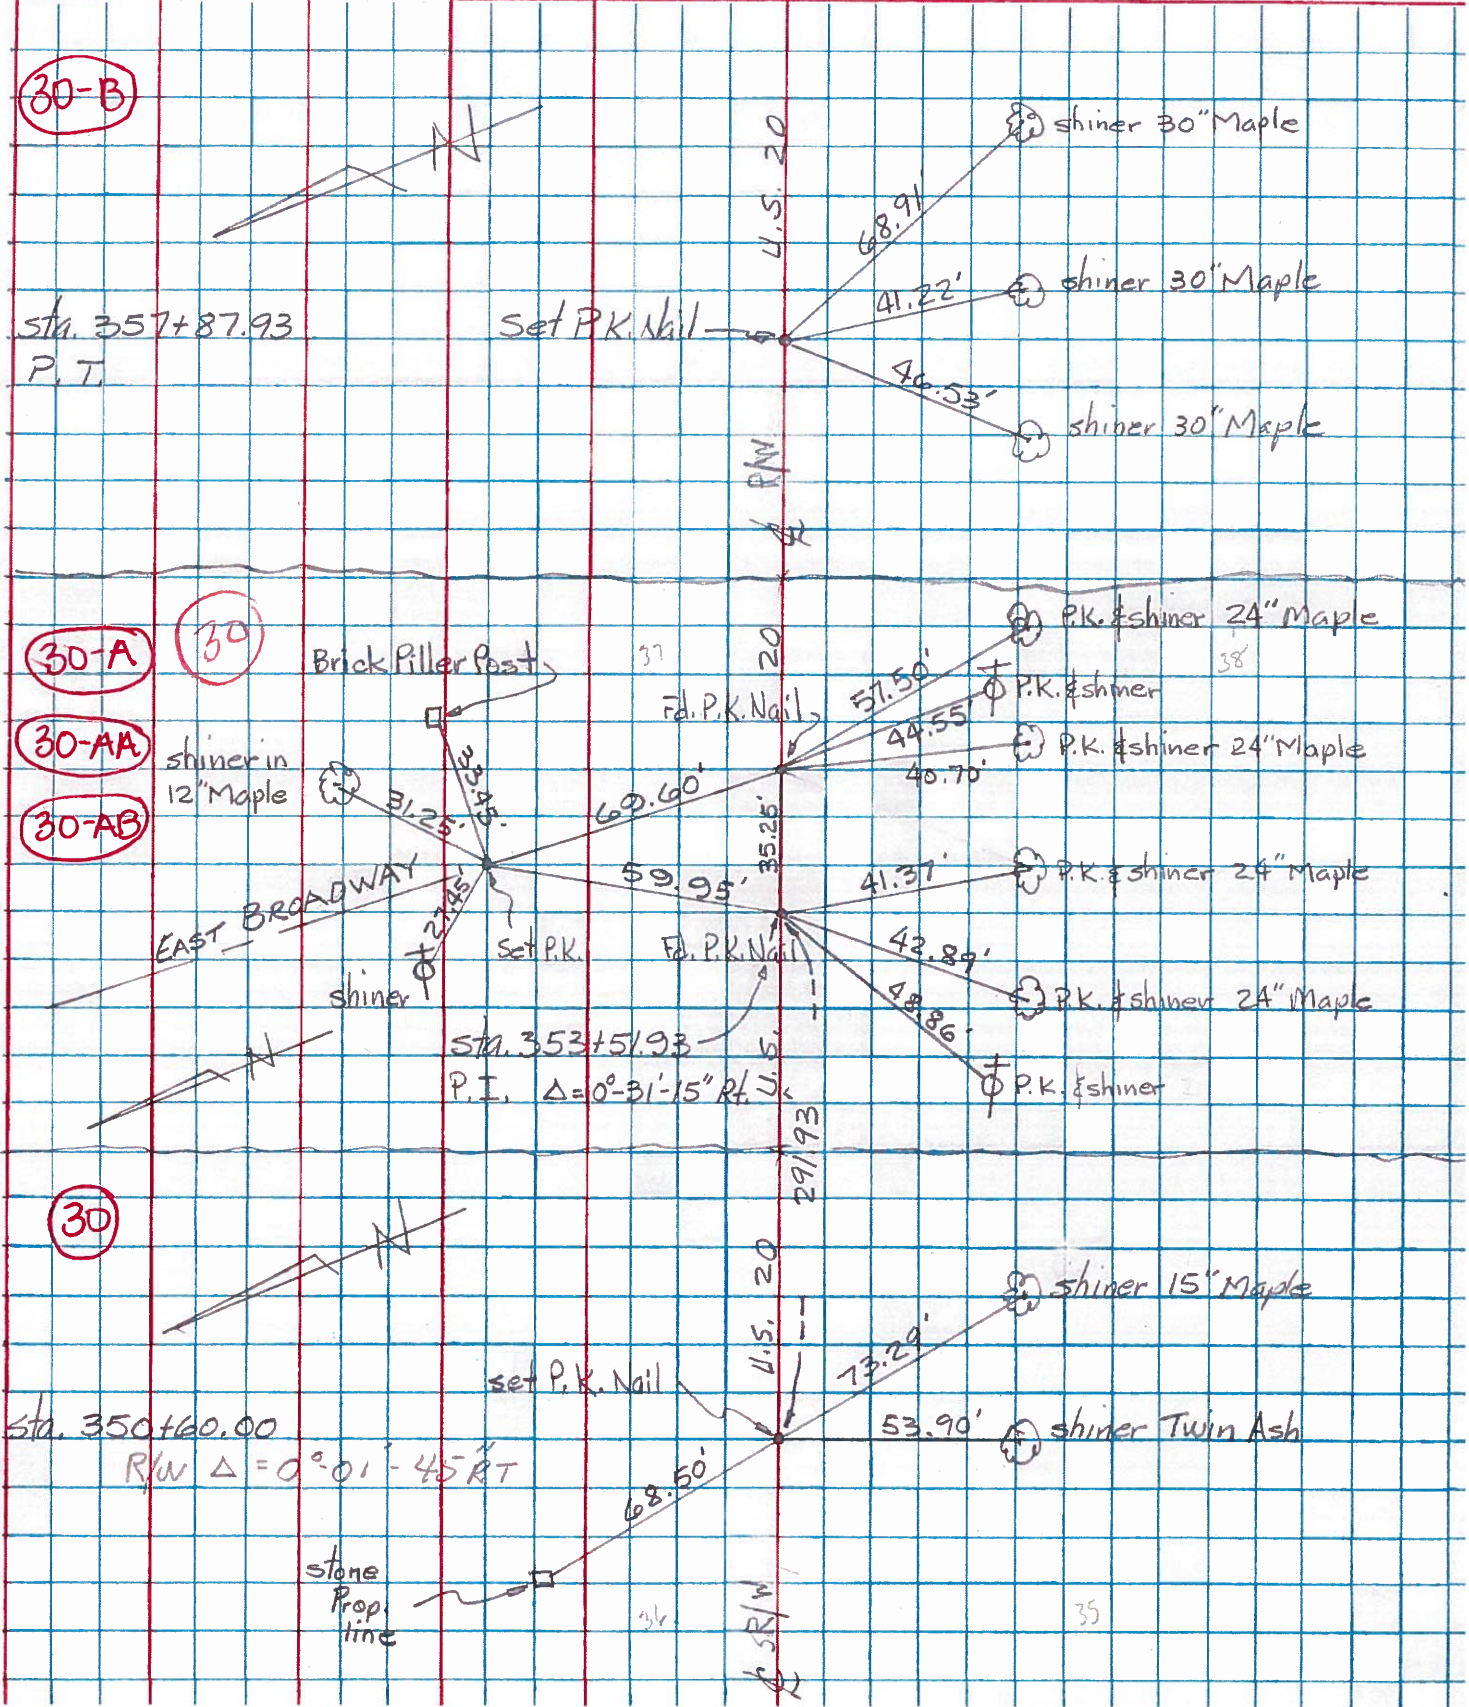 30-B
N
U.S. 20
shiner 30" Maple
68.91'
41.22'
shiner 30" Maple
sta. 357+87.93
P.T.
Set P.K. Nail
46.53'
shiner 30" Maple
R/W
℄
30-A
30
30-AA
30-AB
Brick Piller Post
37
20
P.K. & shiner 24" Maple
38
57.50'
P.K. & shiner
Fd. P.K. Nail
44.55'
P.K. & shiner 24" Maple
40.70'
shiner in
12" Maple
33.45'
31.25'
60.60'
35.25'
59.95'
41.37'
P.K. & shiner 24" Maple
EAST BROADWAY
27.45'
Set P.K.
Fd. P.K. Nail
42.89'
shiner
P.K. & shiner 24" Maple
48.86'
N
sta. 353+51.93
P.I. Δ=0°-31'-15" Rt.
U.S.
P.K. & shiner
291.93
30
N
U.S. 20
shiner 15" Maple
73.29'
set P.K. Nail
53.90'
shiner Twin Ash
sta. 350+60.00
R/W Δ = 0°-01'-45" RT
68.50'
stone
Prop.
line
36
35
℄ R/W